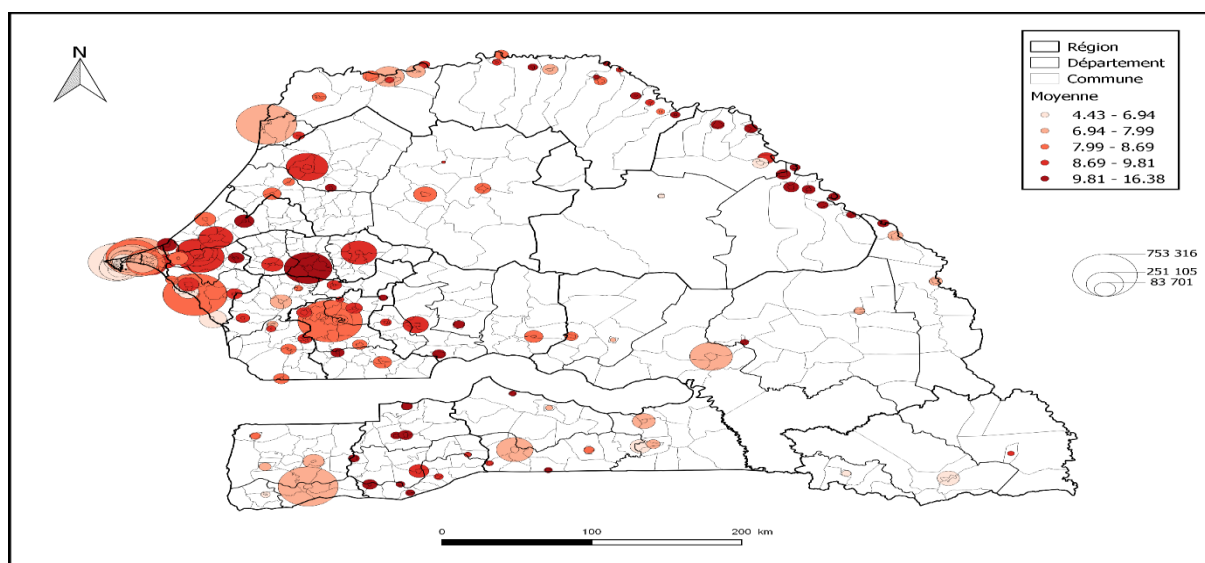 N
Région
Département
Commune
Moyenne
4.43 - 6.94
6.94 - 7.99
7.99 - 8.69
8.69 - 9.81
9.81 - 16.38
753 316
251 105
83 701
0 100 200 km